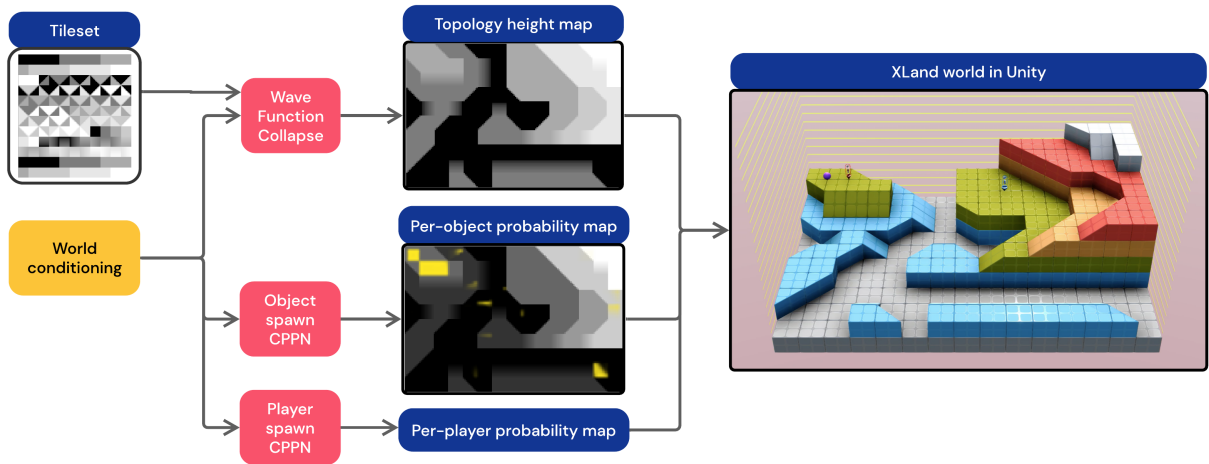 Tileset
Topology height map
XLand world in Unity
Wave
Function
Collapse
World
conditioning
Per-object probability map
Object
spawn
CPPN
Player
spawn
CPPN
Per-player probability map